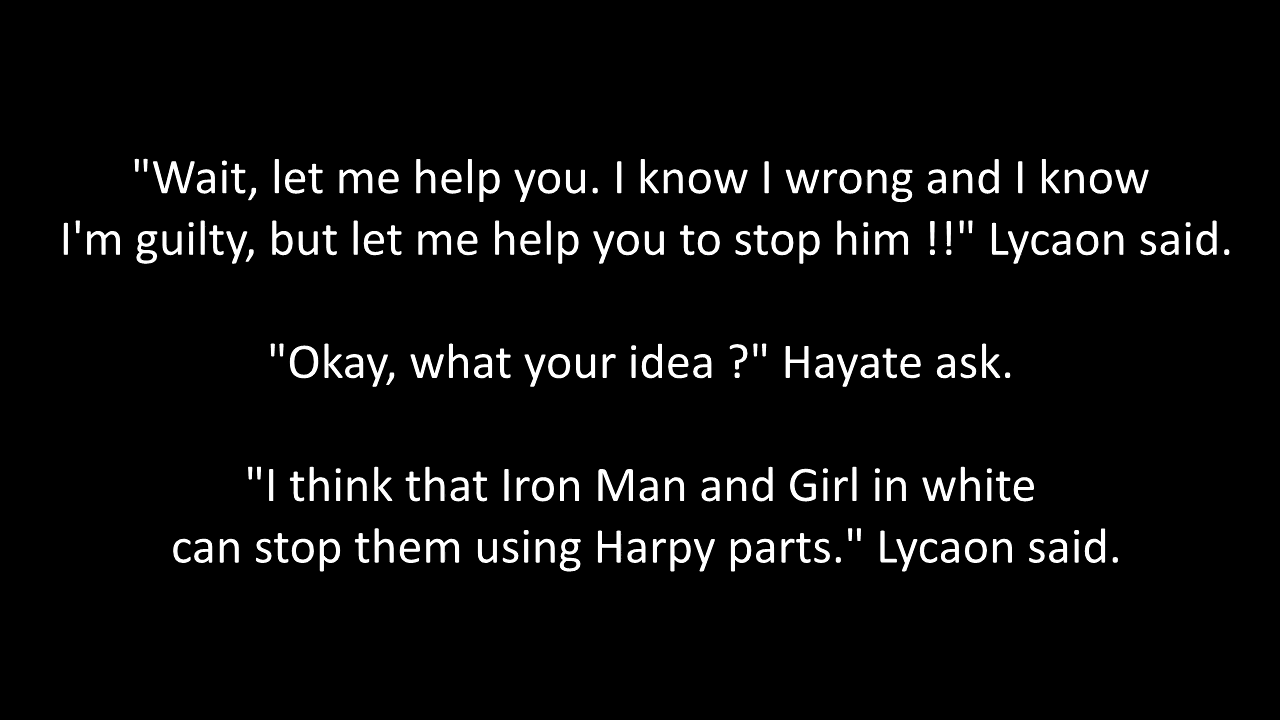 "Wait, let me help you. I know I wrong and I know
I'm guilty, but let me help you to stop him !!" Lycaon said.
"Okay, what your idea ?" Hayate ask.
"I think that Iron Man and Girl in white
can stop them using Harpy parts." Lycaon said.